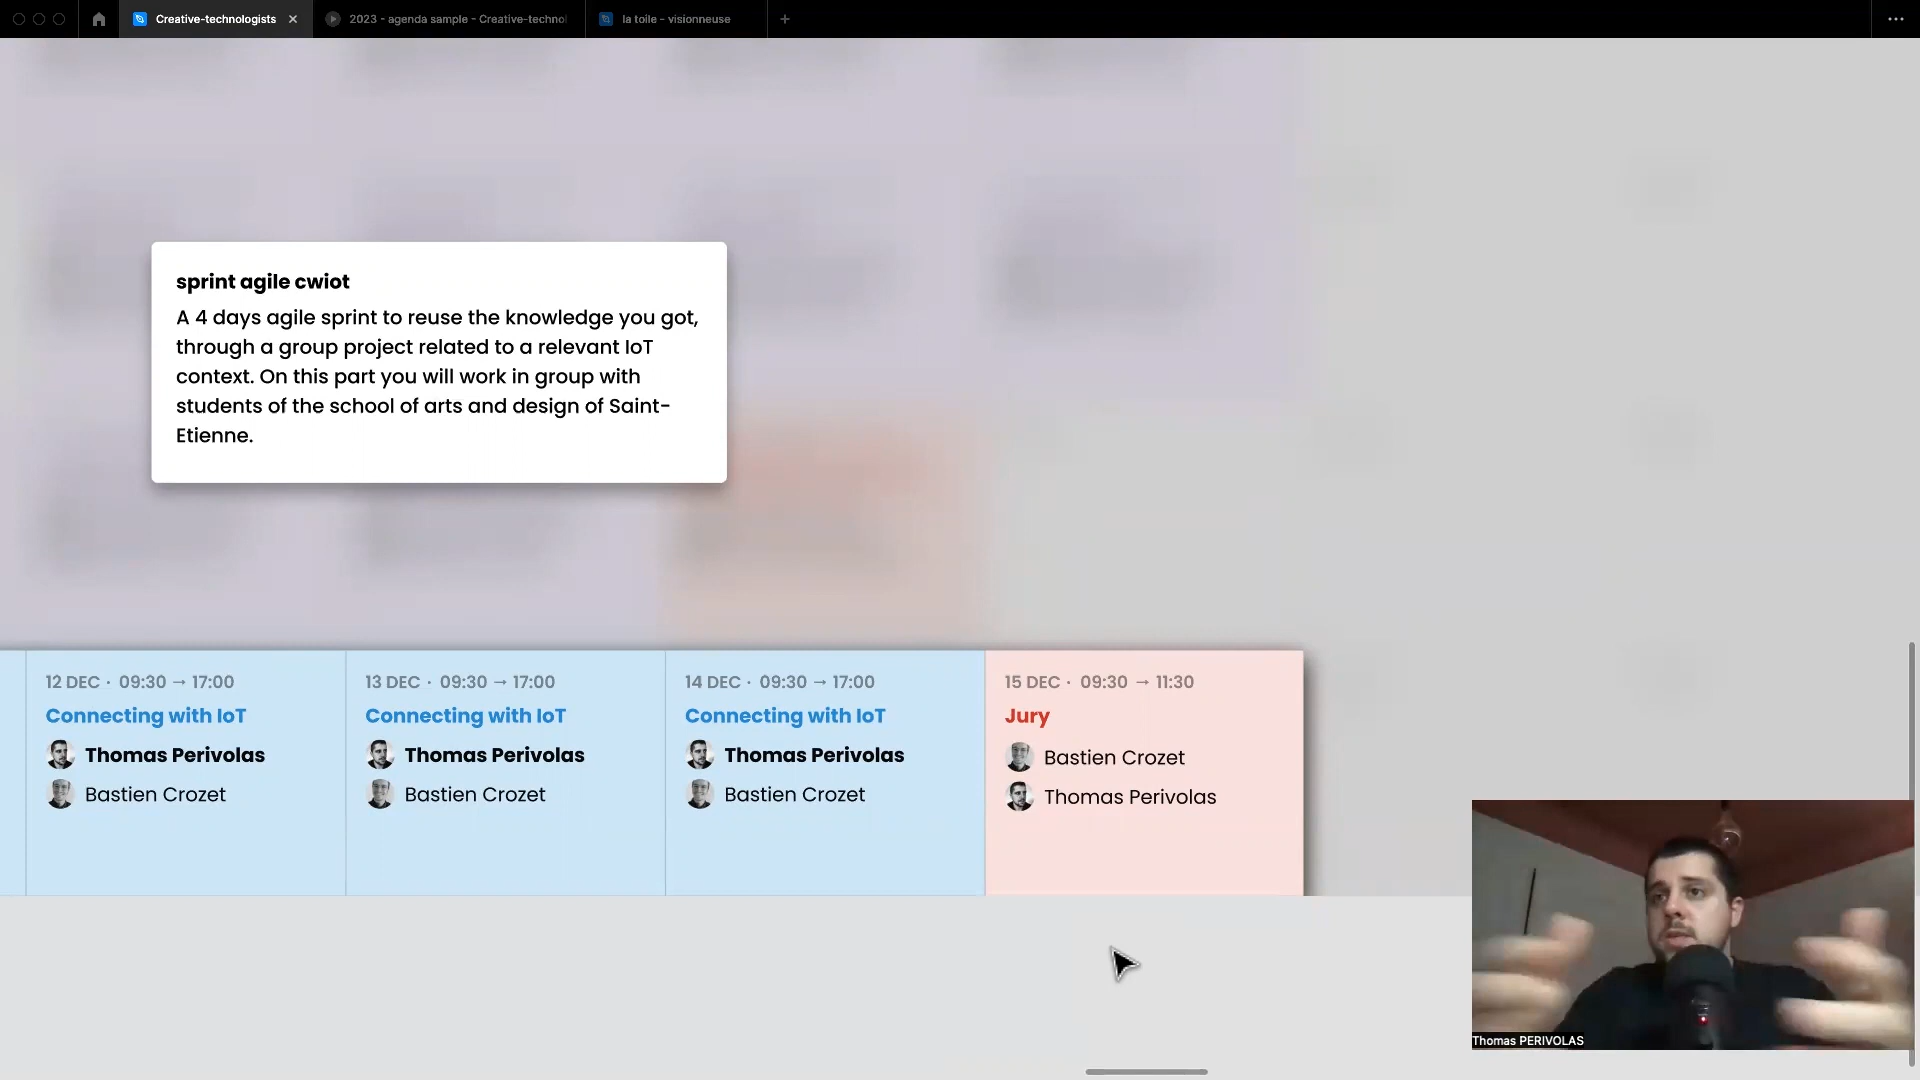 Creative-technologists
2023 - agenda sample - Creative-techno
la toile - visionneuse
sprint agile cwiot
A 4 days agile sprint to reuse the knowledge you got,
through a group project related to a relevant IoT
context. On this part you will work in group with
students of the school of arts and design of Saint-
Etienne.
12 DEC · 09:30 → 17:00
Connecting with IoT
Thomas Perivolas
Bastien Crozet
13 DEC · 09:30 → 17:00
Connecting with IoT
Thomas Perivolas
Bastien Crozet
14 DEC · 09:30 → 17:00
Connecting with IoT
Thomas Perivolas
Bastien Crozet
15 DEC · 09:30 → 11:30
Jury
Bastien Crozet
Thomas Perivolas
Thomas PERIVOLAS